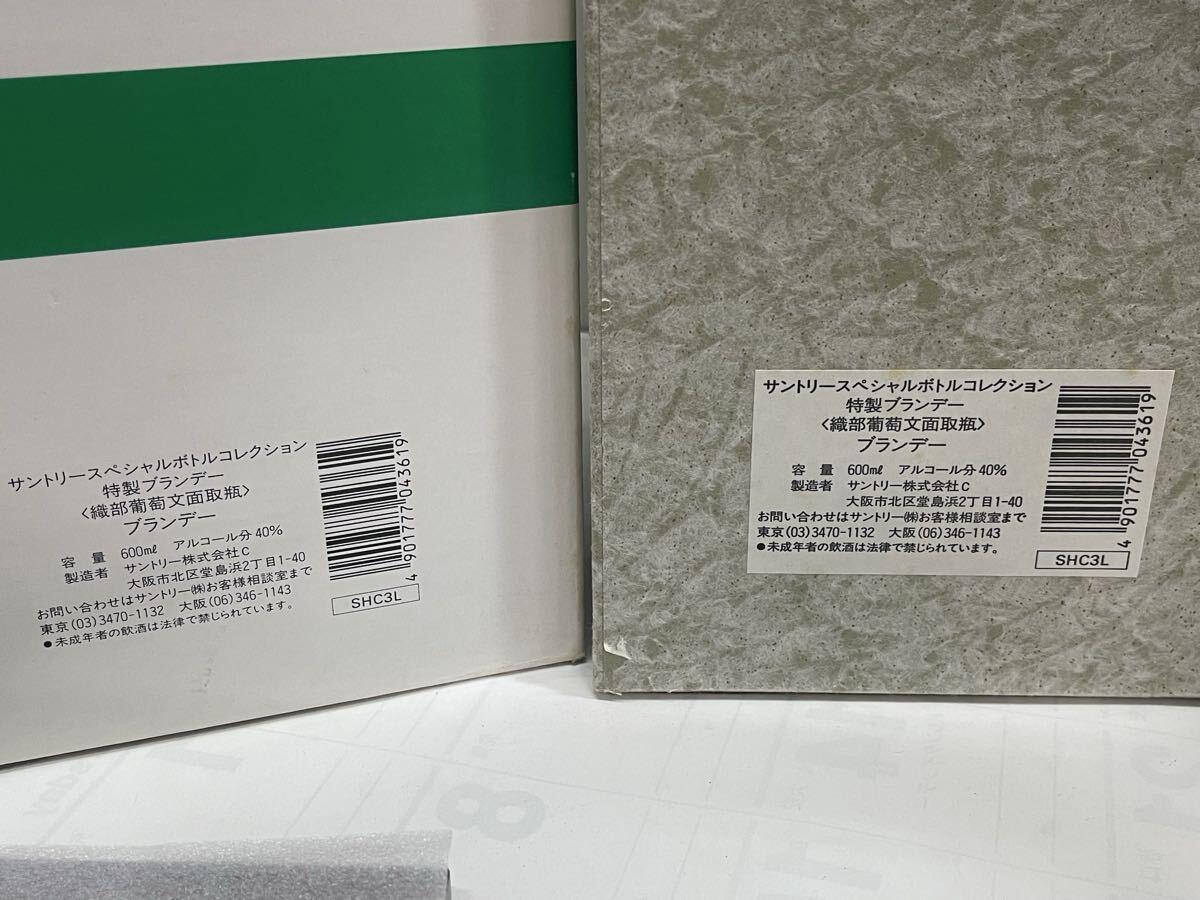 サントリースペシャルボトルコレクション
特製ブランデー
〈織部葡萄文面取瓶〉
ブランデー
容量 600ml アルコール分40%
製造者 サントリー株式会社C
大阪市北区堂島浜2丁目1-40
お問い合わせはサントリー㈱お客様相談室まで
東京(03)3470-1132 大阪(06)346-1143
●未成年者の飲酒は法律で禁じられています。
4 901777 043619
SHC3L
サントリースペシャルボトルコレクション
特製ブランデー
〈織部葡萄文面取瓶〉
ブランデー
容量 600ml アルコール分40%
製造者 サントリー株式会社C
大阪市北区堂島浜2丁目1-40
お問い合わせはサントリー㈱お客様相談室まで
東京(03)3470-1132 大阪(06)346-1143
●未成年者の飲酒は法律で禁じられています。
4 901777 043619
SHC3L
8